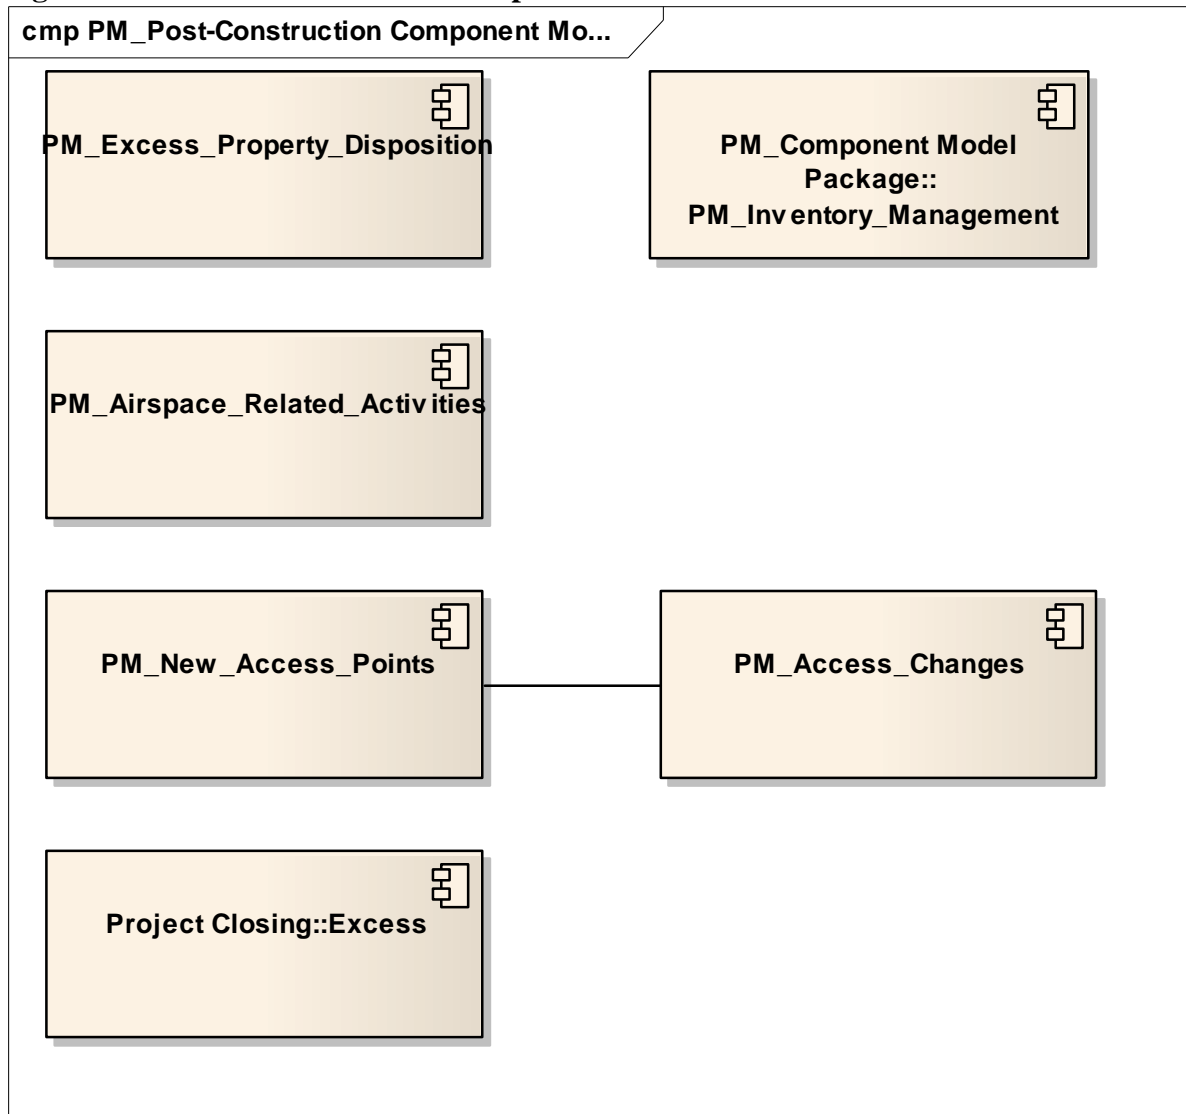 cmp PM_Post-Construction Component Mo...
PM_Excess_Property_Disposition
PM_Component Model
Package::
PM_Inventory_Management
PM_Airspace_Related_Activities
PM_New_Access_Points
PM_Access_Changes
Project Closing::Excess